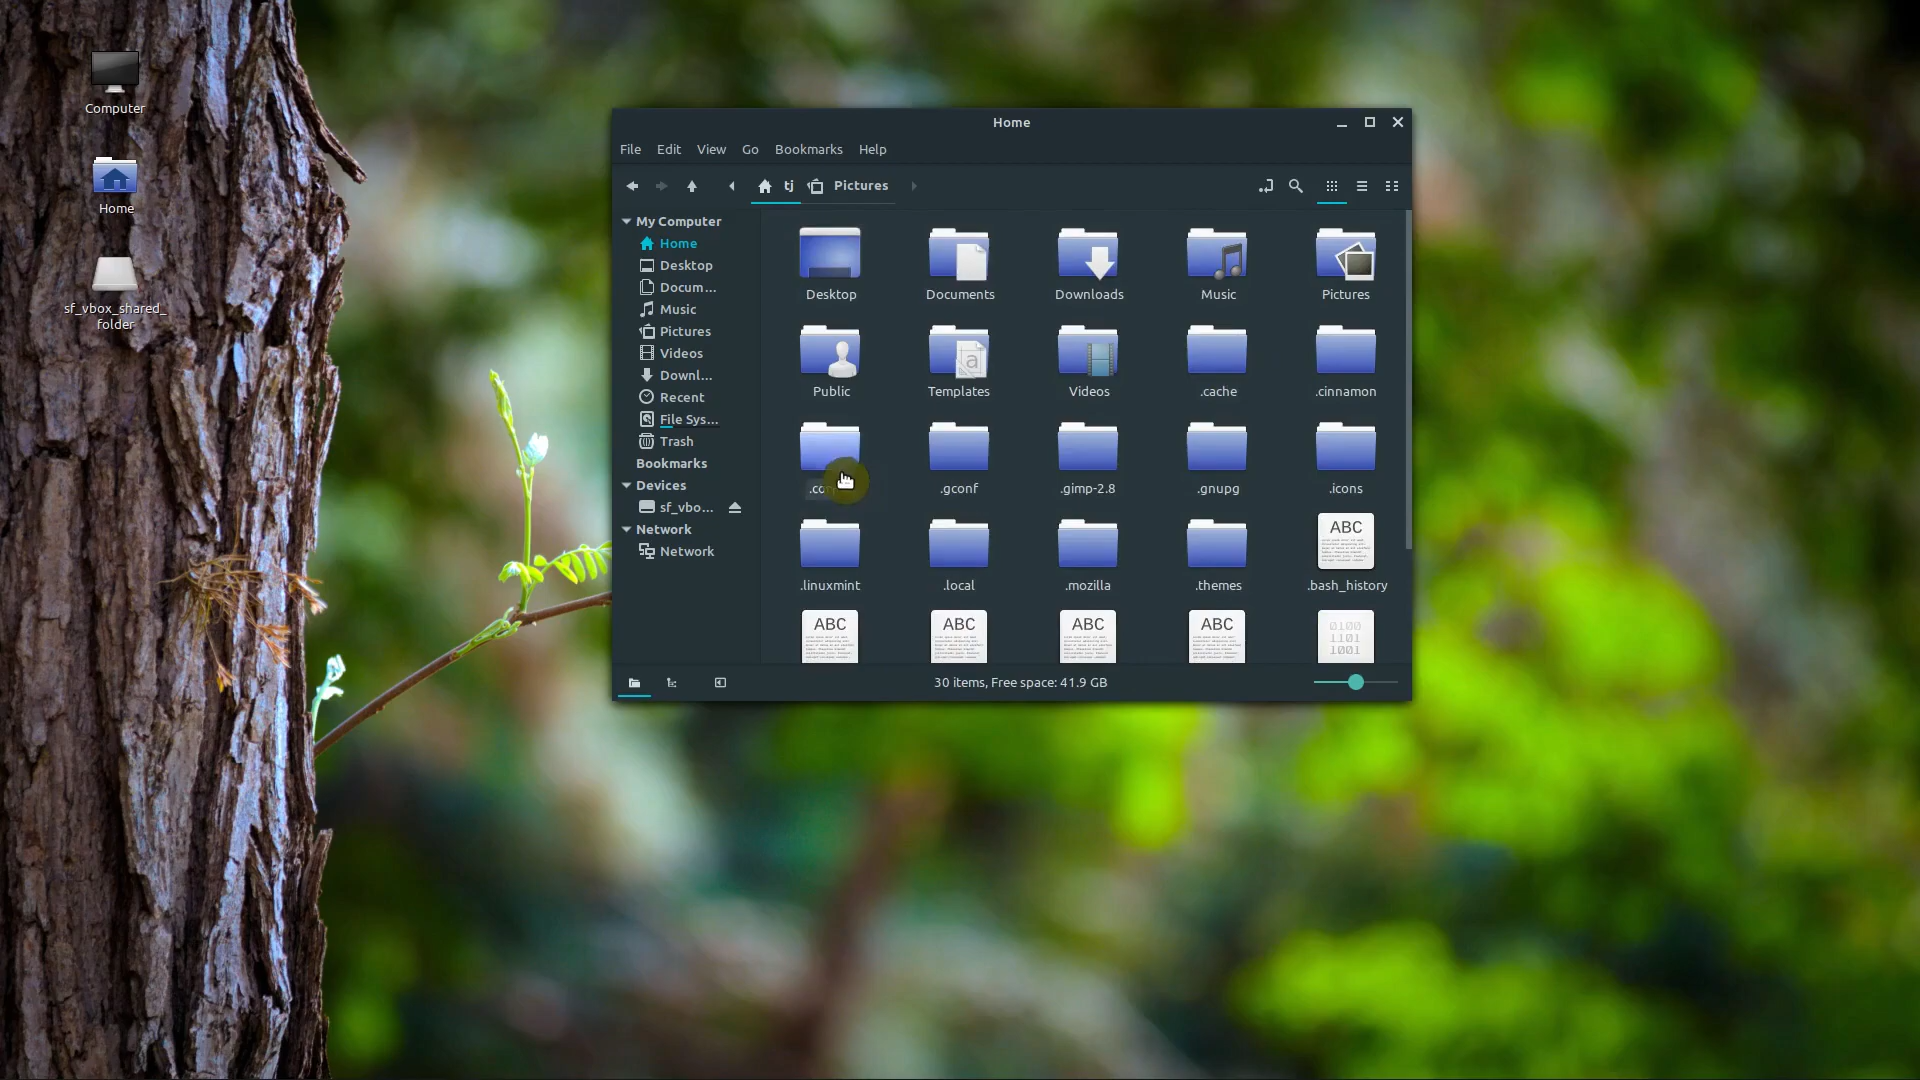 Computer
Home
sf_vbox_shared_
folder
Home
File Edit View Go Bookmarks Help
tj Pictures
My Computer
Home
Desktop
Docum...
Music
Pictures
Videos
Downl...
Recent
File Sys...
Trash
Bookmarks
Devices
sf_vbo...
Network
Network
Desktop Documents Downloads Music Pictures
Public Templates Videos .cache .cinnamon
.gconf .gimp-2.8 .gnupg .icons
.linuxmint .local .mozilla .themes .bash_history
ABC
ABC ABC ABC ABC
0100
1101
1001
30 items, Free space: 41.9 GB